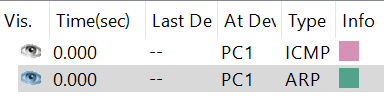 Vis. Time(sec) Last De At Dev Type Info
0.000 -- PC1 ICMP
0.000 -- PC1 ARP